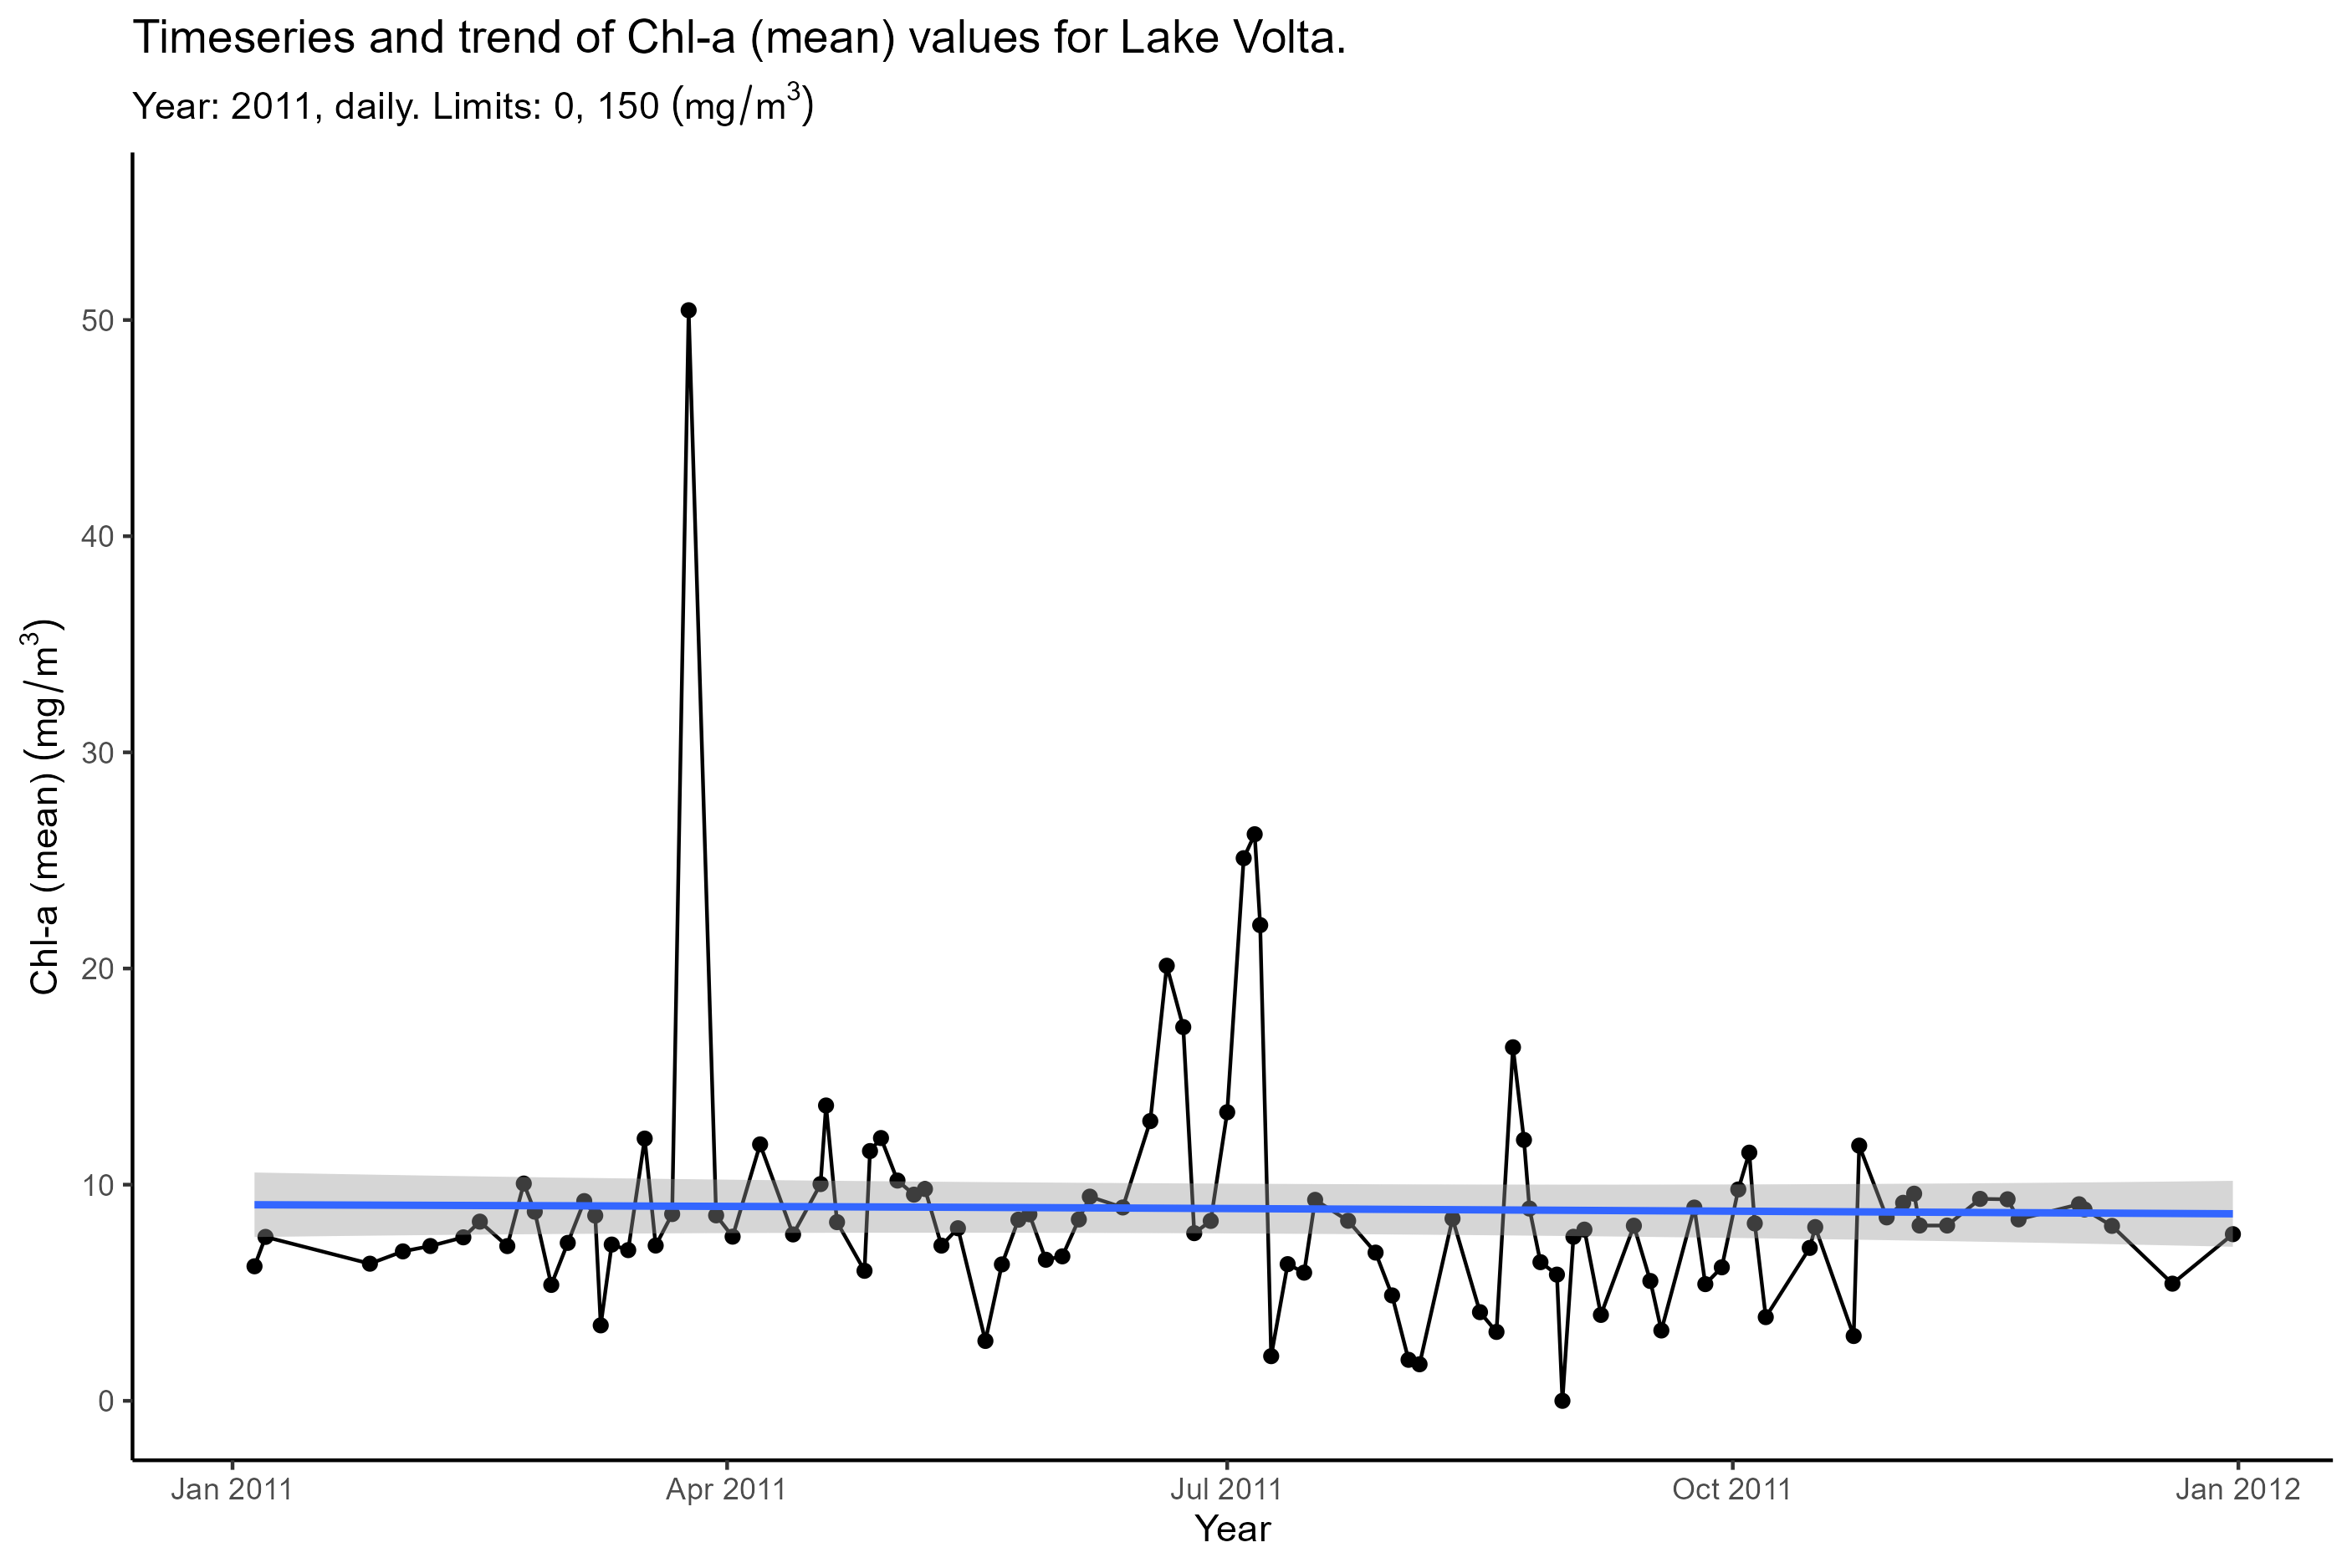 Timeseries and trend of Chl-a (mean) values for Lake Volta.
Year: 2011, daily. Limits: 0, 150 (mg/m³)
Chl-a (mean) (mg/m³)
50
40
30
20
10
0
Jan 2011
Apr 2011
Jul 2011
Oct 2011
Jan 2012
Year